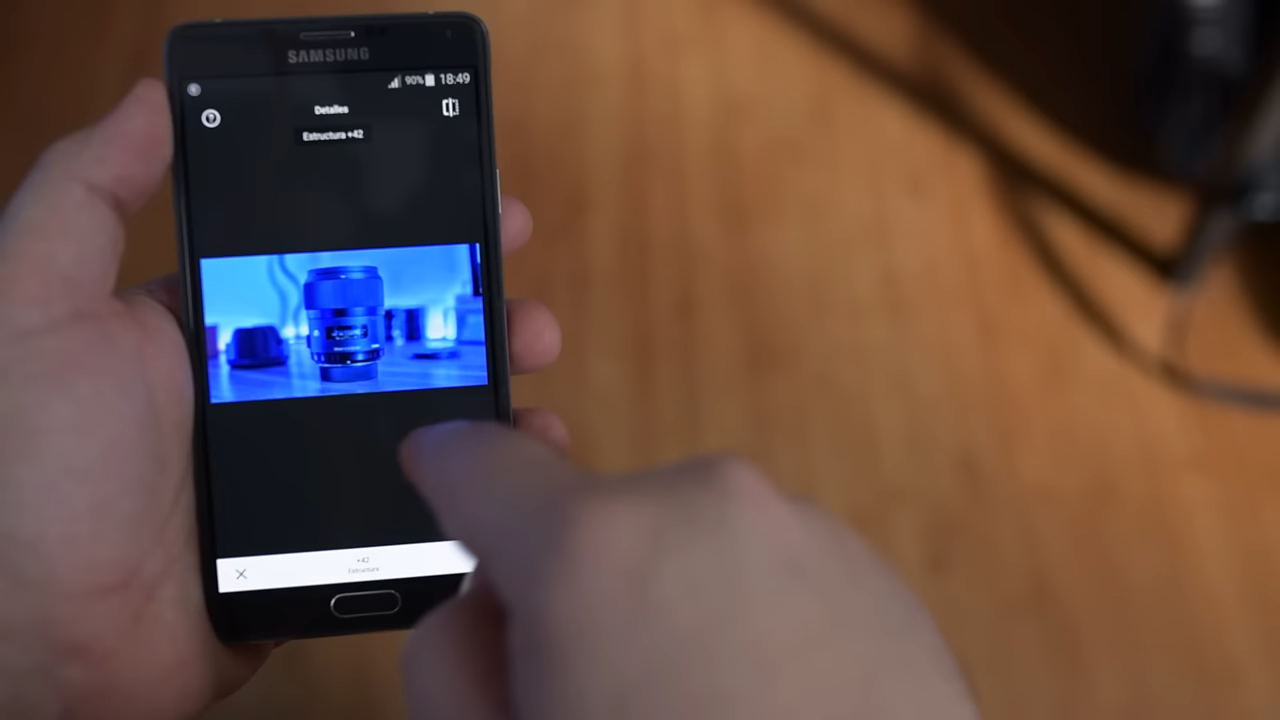 SAMSUNG
90% 18:49
Detalles
Estructura +42
+42
Estructura